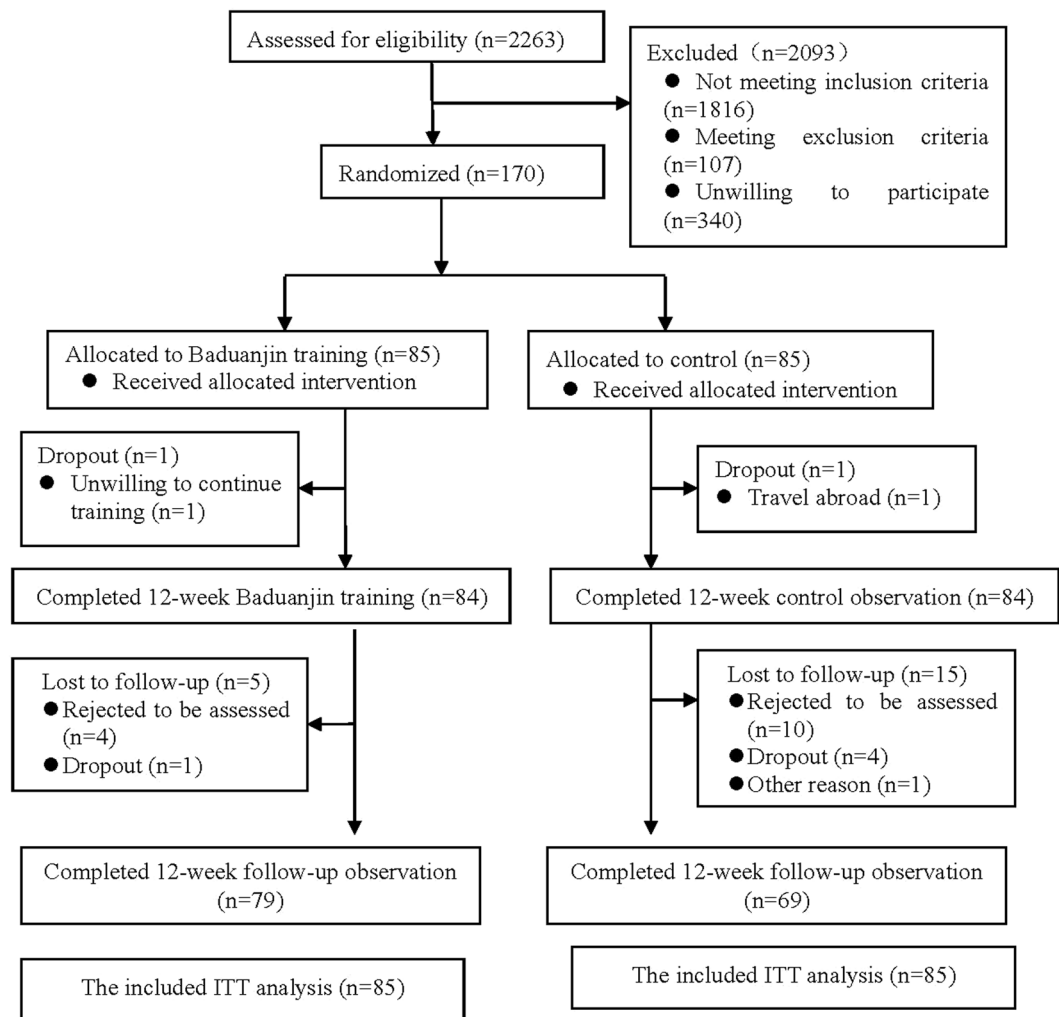 Assessed for eligibility (n=2263)
Excluded（n=2093）
● Not meeting inclusion criteria
(n=1816)
● Meeting exclusion criteria
(n=107)
● Unwilling to participate
(n=340)
Randomized (n=170)
Allocated to Baduanjin training (n=85)
● Received allocated intervention
Allocated to control (n=85)
● Received allocated intervention
Dropout (n=1)
● Unwilling to continue
training (n=1)
Dropout (n=1)
● Travel abroad (n=1)
Completed 12-week Baduanjin training (n=84)
Completed 12-week control observation (n=84)
Lost to follow-up (n=5)
●Rejected to be assessed
(n=4)
●Dropout (n=1)
Lost to follow-up (n=15)
●Rejected to be assessed
(n=10)
●Dropout (n=4)
●Other reason (n=1)
Completed 12-week follow-up observation
(n=79)
Completed 12-week follow-up observation
(n=69)
The included ITT analysis (n=85)
The included ITT analysis (n=85)